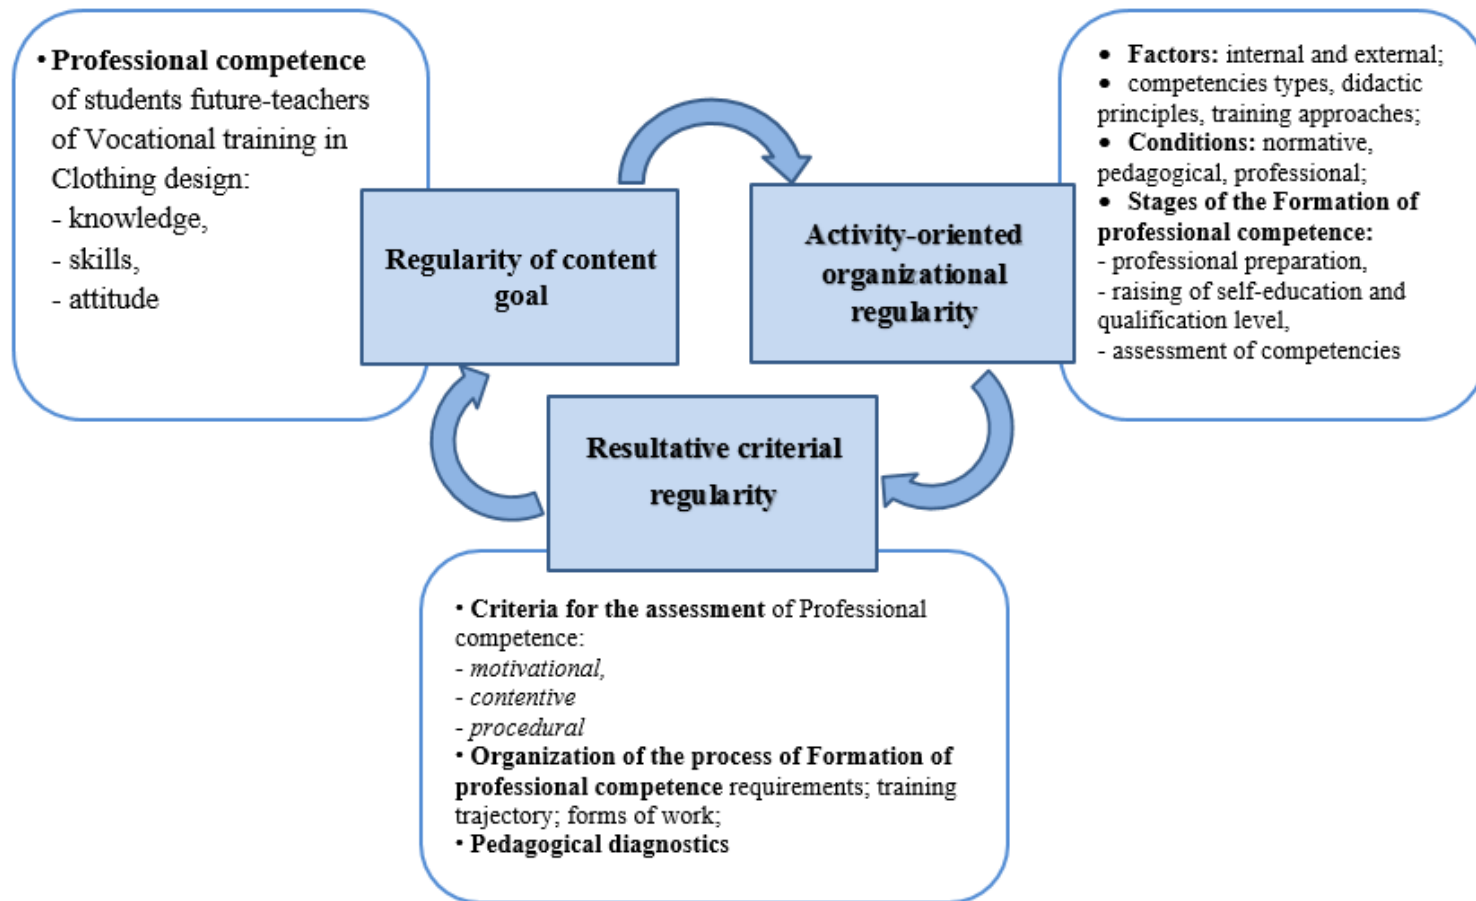 • Professional competence
of students future-teachers
of Vocational training in
Clothing design:
- knowledge,
- skills,
- attitude
Regularity of content
goal
Activity-oriented
organizational
regularity
• Factors: internal and external;
• competencies types, didactic
principles, training approaches;
• Conditions: normative,
pedagogical, professional;
• Stages of the Formation of
professional competence:
- professional preparation,
- raising of self-education and
qualification level,
- assessment of competencies
Resultative criterial
regularity
• Criteria for the assessment of Professional
competence:
- motivational,
- contentive
- procedural
• Organization of the process of Formation of
professional competence requirements; training
trajectory; forms of work;
• Pedagogical diagnostics